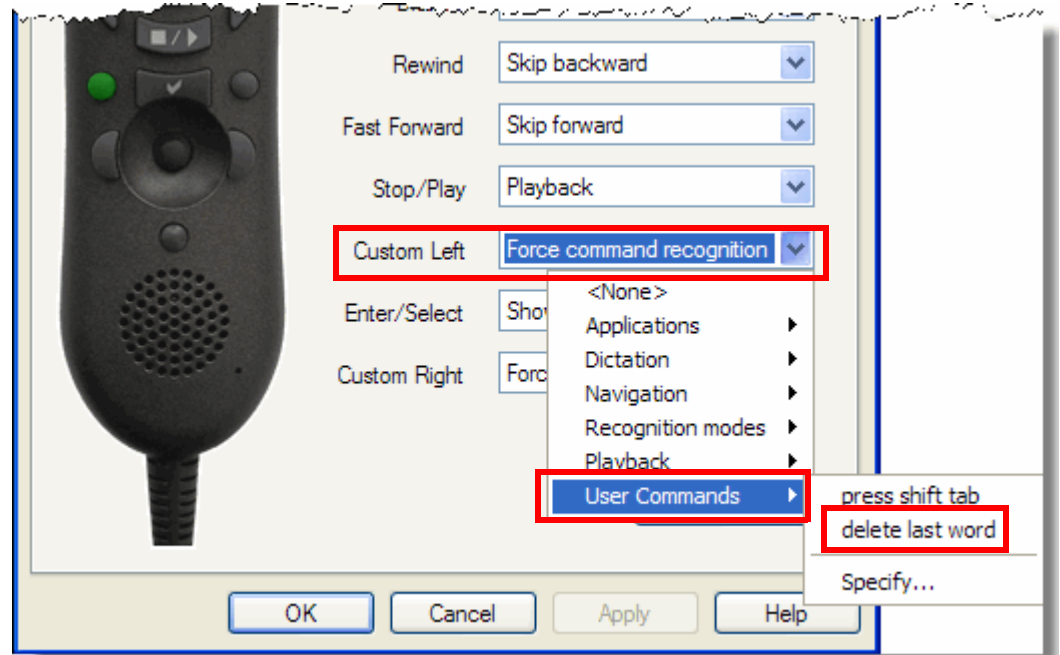 Rewind Skip backward
Fast Forward Skip forward
Stop/Play Playback
Custom Left Force command recognition
<None>
Enter/Select Show
Applications
Dictation
Custom Right Forc
Navigation
Recognition modes
Playback
User Commands press shift tab
delete last word
Specify...
OK Cancel Apply Help